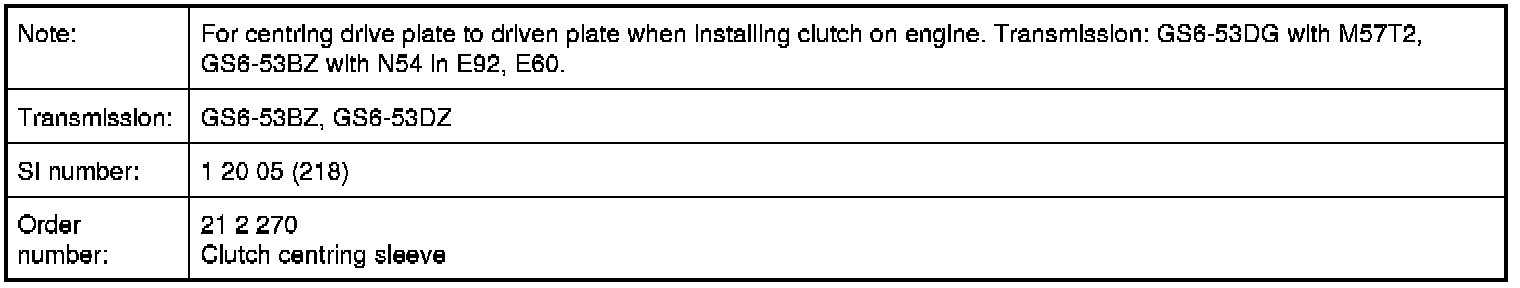 Note: For centring drive plate to driven plate when installing clutch on engine. Transmission: GS6-53DG with M57T2,
GS6-53BZ with N54 in E92, E60.
Transmission: GS6-53BZ, GS6-53DZ
SI number: 1 20 05 (218)
Order number: 21 2 270
Clutch centring sleeve